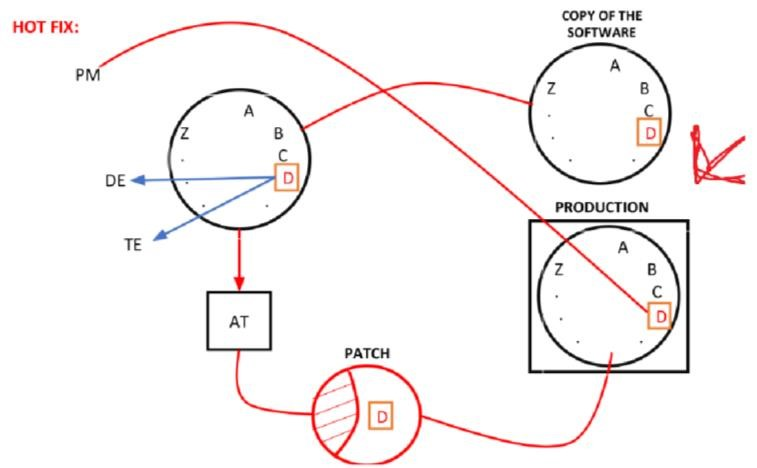 HOT FIX:
COPY OF THE
SOFTWARE
PM
A
Z
B
C
D
A
Z
B
C
D
DE
TE
PRODUCTION
A
Z
B
C
D
AT
PATCH
D